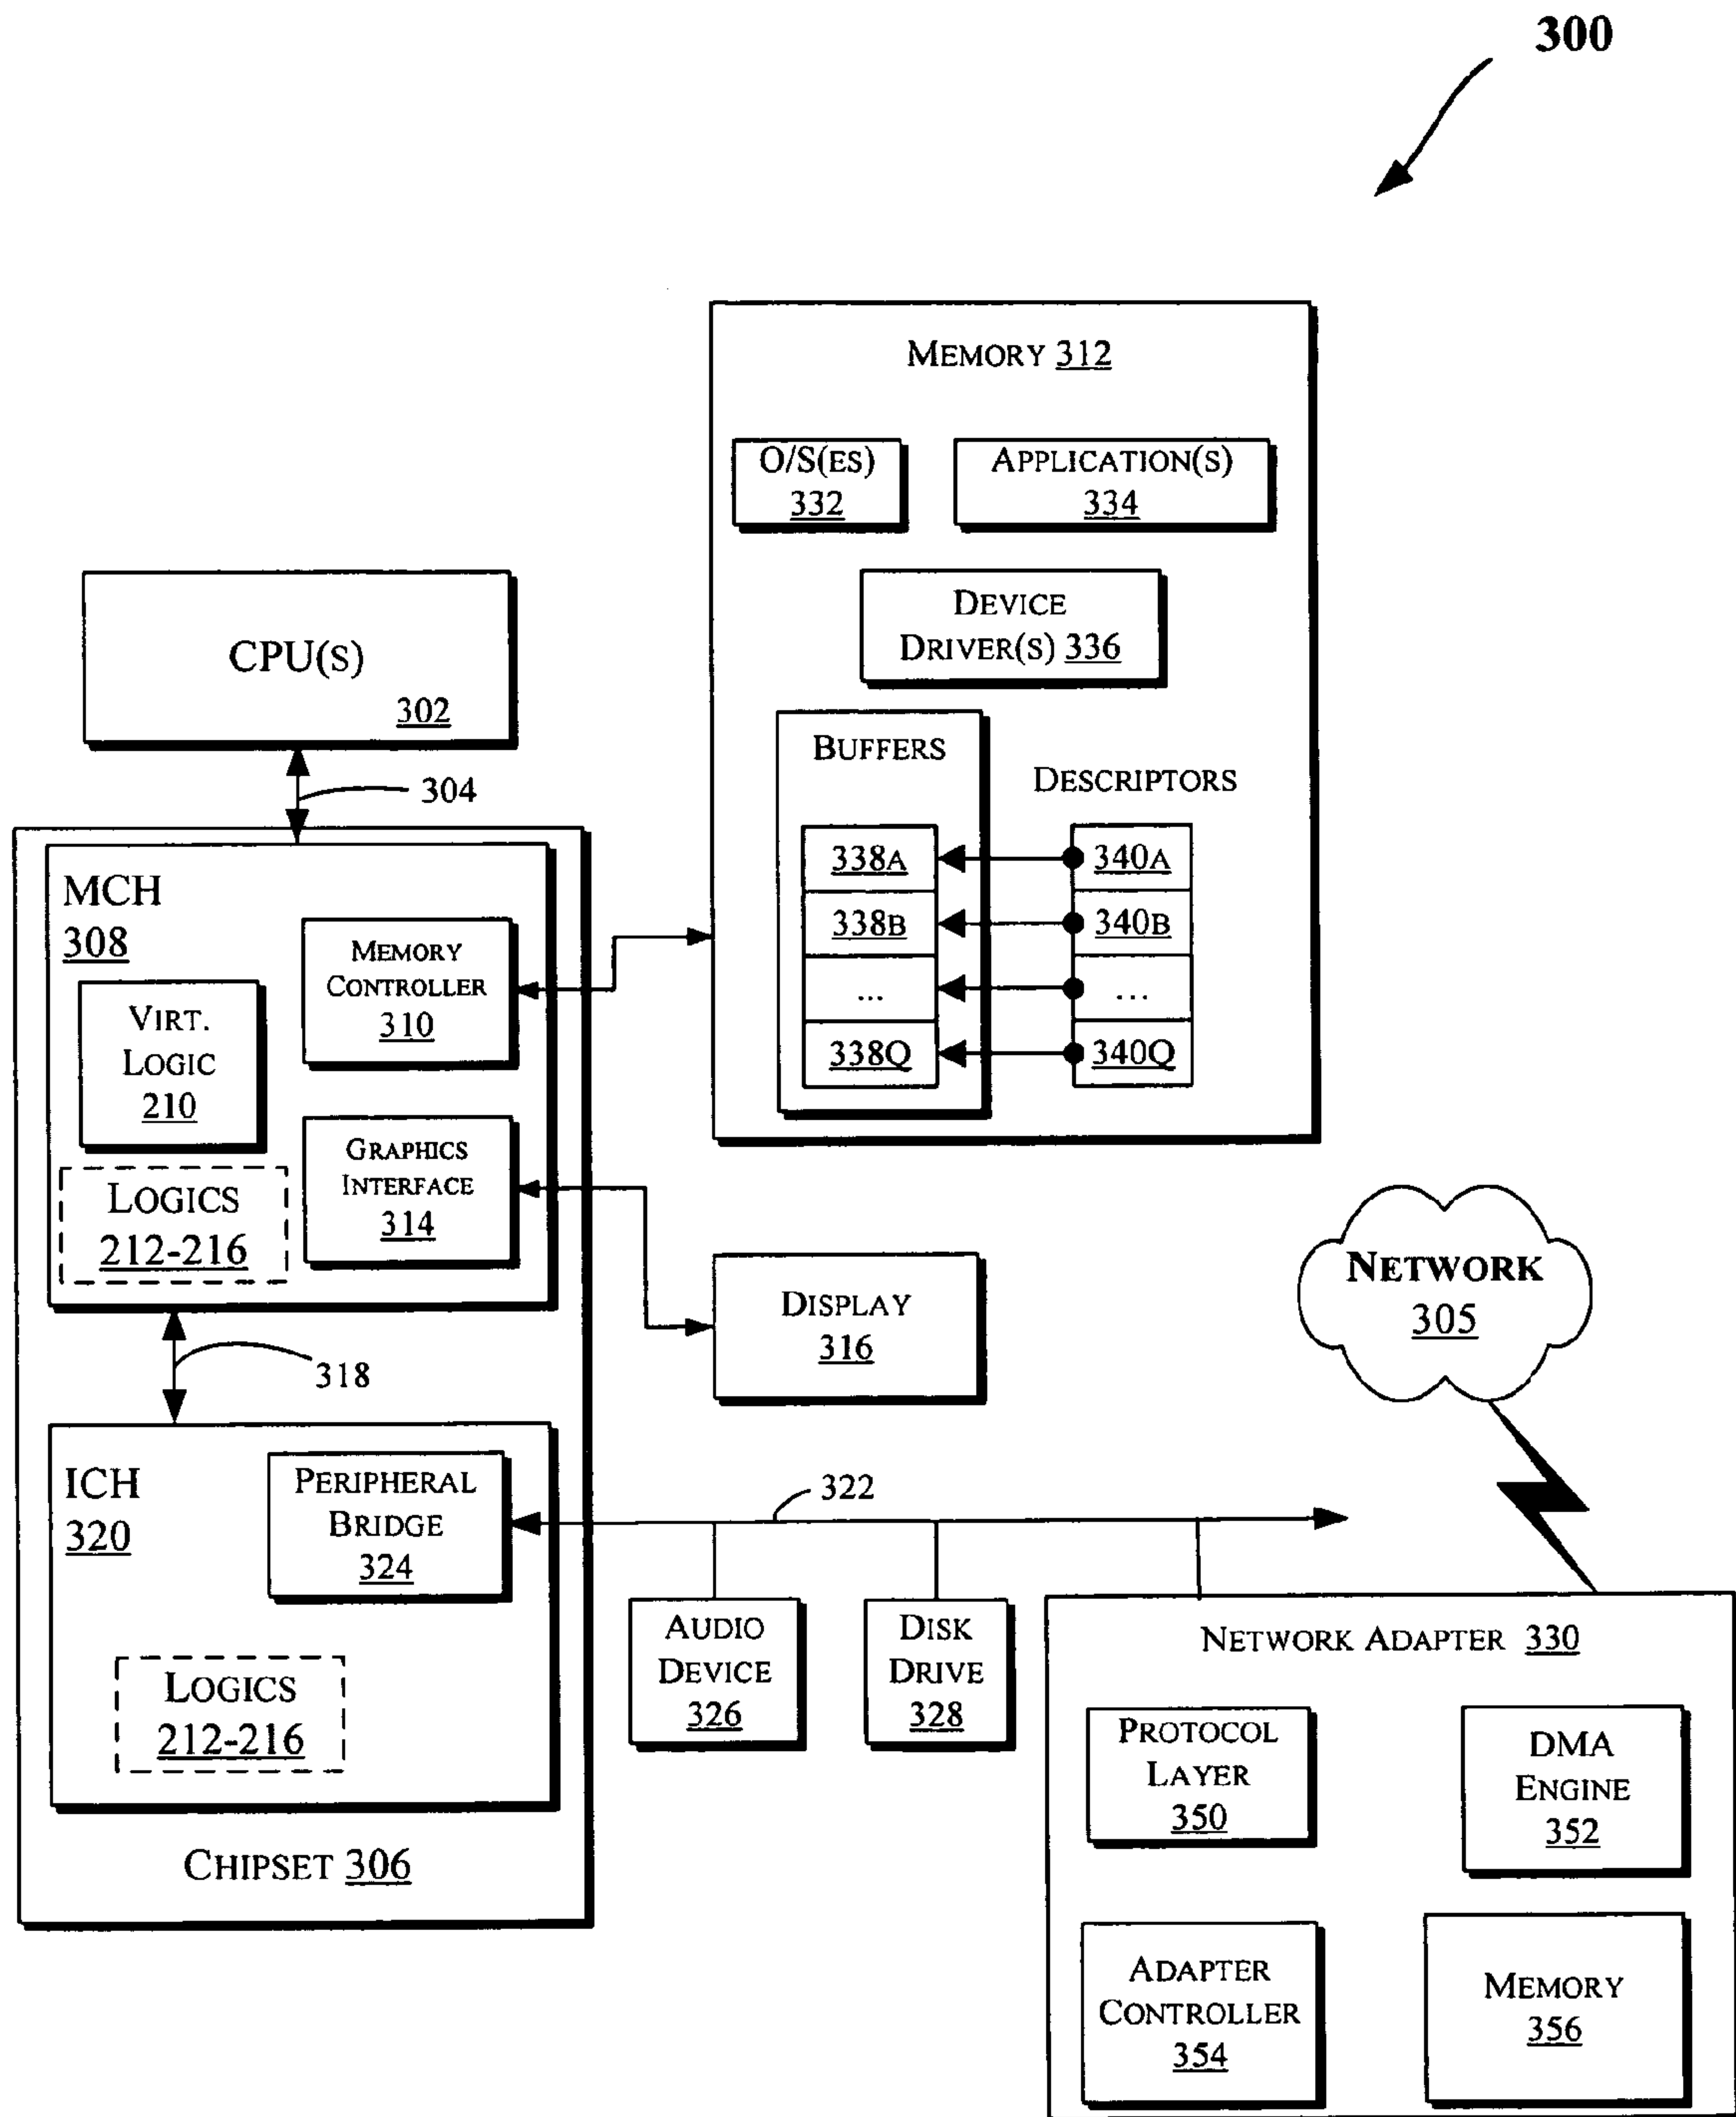 300
MEMORY 312
O/S(ES)
332
APPLICATION(S)
334
DEVICE
DRIVER(S) 336
BUFFERS
DESCRIPTORS
338A
340A
338B
340B
...
...
338Q
340Q
CPU(S)
302
304
MCH
308
MEMORY
CONTROLLER
310
VIRT.
LOGIC
210
GRAPHICS
INTERFACE
314
LOGICS
212-216
DISPLAY
316
NETWORK
305
318
ICH
320
PERIPHERAL
BRIDGE
324
322
LOGICS
212-216
CHIPSET 306
AUDIO
DEVICE
326
DISK
DRIVE
328
NETWORK ADAPTER 330
PROTOCOL
LAYER
350
DMA
ENGINE
352
ADAPTER
CONTROLLER
354
MEMORY
356